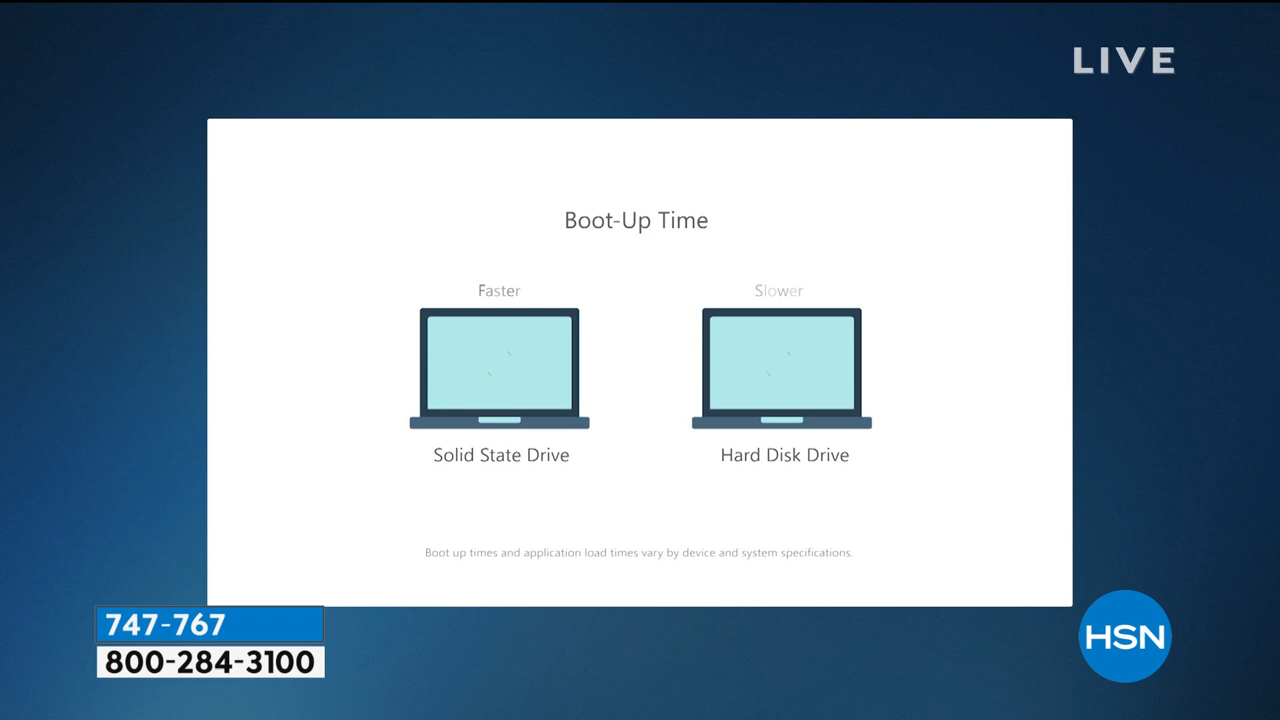 LIVE
Boot-Up Time
Faster
Slower
Solid State Drive
Hard Disk Drive
Boot up times and application load times vary by device and system specifications.
747-767
800-284-3100
HSN